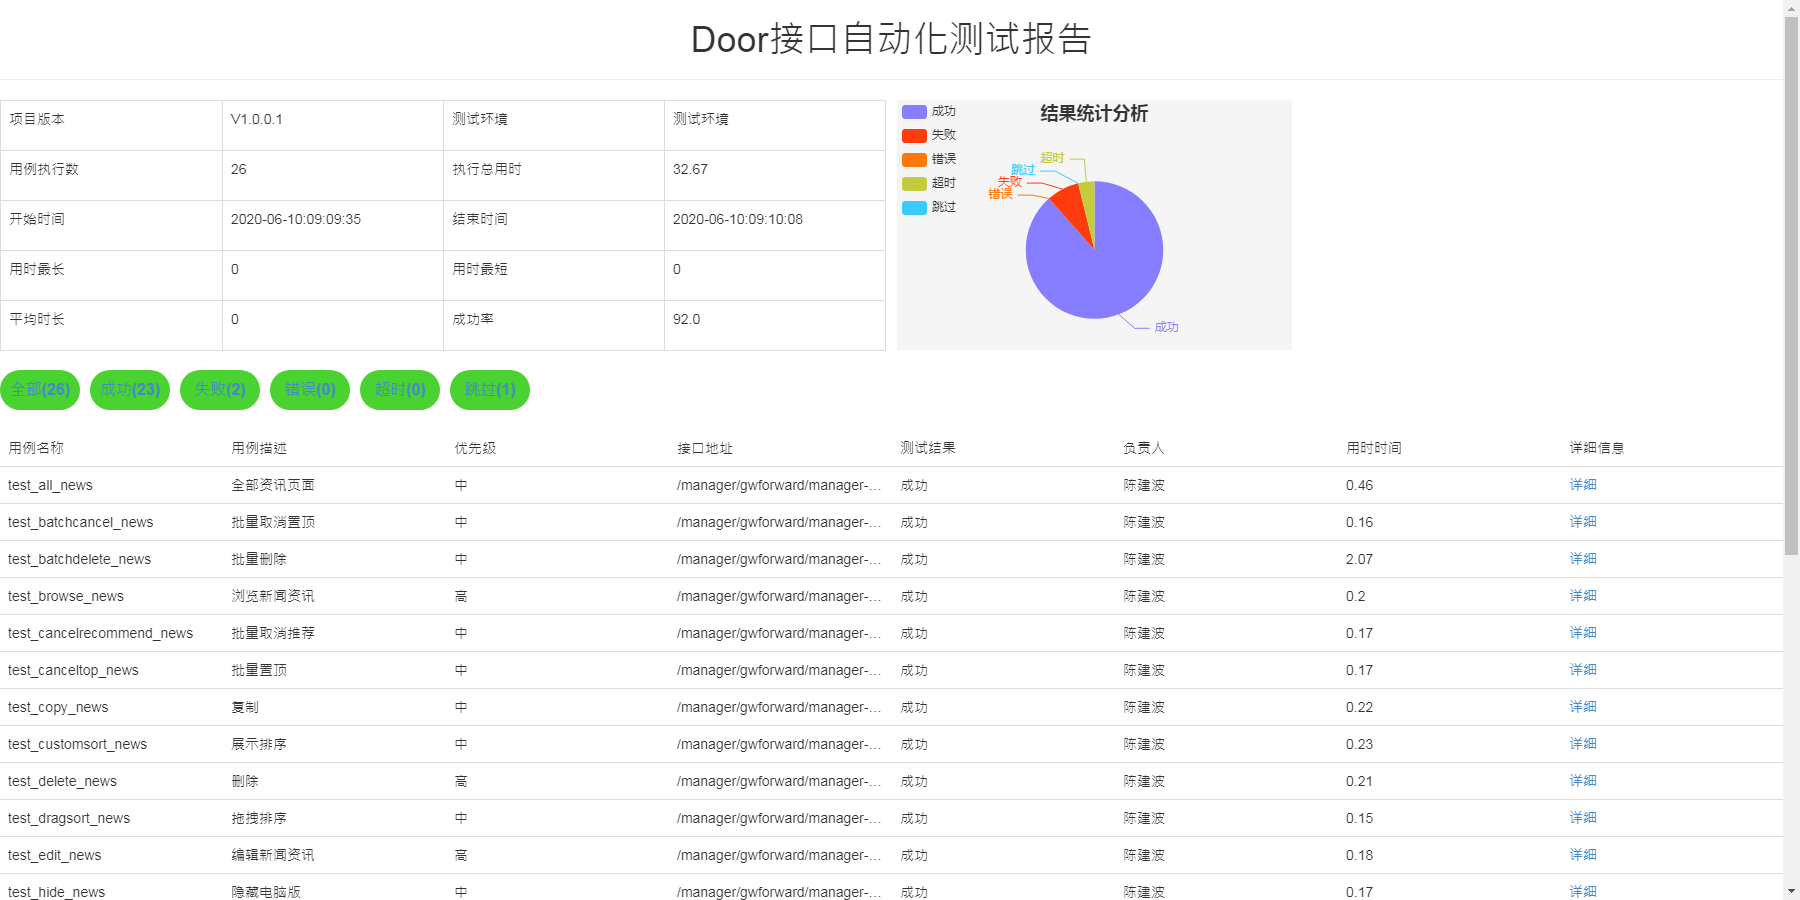 Door接口自动化测试报告
项目版本 V1.0.0.1 测试环境 测试环境
用例执行数 26 执行总用时 32.67
开始时间 2020-06-10:09:09:35 结束时间 2020-06-10:09:10:08
用时最长 0 用时最短 0
平均时长 0 成功率 92.0
结果统计分析
成功
失败
错误
超时
跳过
超时
跳过
失败
错误
成功
全部(26) 成功(23) 失败(2) 错误(0) 超时(0) 跳过(1)
用例名称 用例描述 优先级 接口地址 测试结果 负责人 用时时间 详细信息
test_all_news 全部资讯页面 中 /manager/gwforward/manager-... 成功 陈建波 0.46 详细
test_batchcancel_news 批量取消置顶 中 /manager/gwforward/manager-... 成功 陈建波 0.16 详细
test_batchdelete_news 批量删除 中 /manager/gwforward/manager-... 成功 陈建波 2.07 详细
test_browse_news 浏览新闻资讯 高 /manager/gwforward/manager-... 成功 陈建波 0.2 详细
test_cancelrecommend_news 批量取消推荐 中 /manager/gwforward/manager-... 成功 陈建波 0.17 详细
test_canceltop_news 批量置顶 中 /manager/gwforward/manager-... 成功 陈建波 0.17 详细
test_copy_news 复制 中 /manager/gwforward/manager-... 成功 陈建波 0.22 详细
test_customsort_news 展示排序 中 /manager/gwforward/manager-... 成功 陈建波 0.23 详细
test_delete_news 删除 高 /manager/gwforward/manager-... 成功 陈建波 0.21 详细
test_dragsort_news 拖拽排序 中 /manager/gwforward/manager-... 成功 陈建波 0.15 详细
test_edit_news 编辑新闻资讯 高 /manager/gwforward/manager-... 成功 陈建波 0.18 详细
test_hide_news 隐藏电脑版 中 /manager/gwforward/manager-... 成功 陈建波 0.17 详细